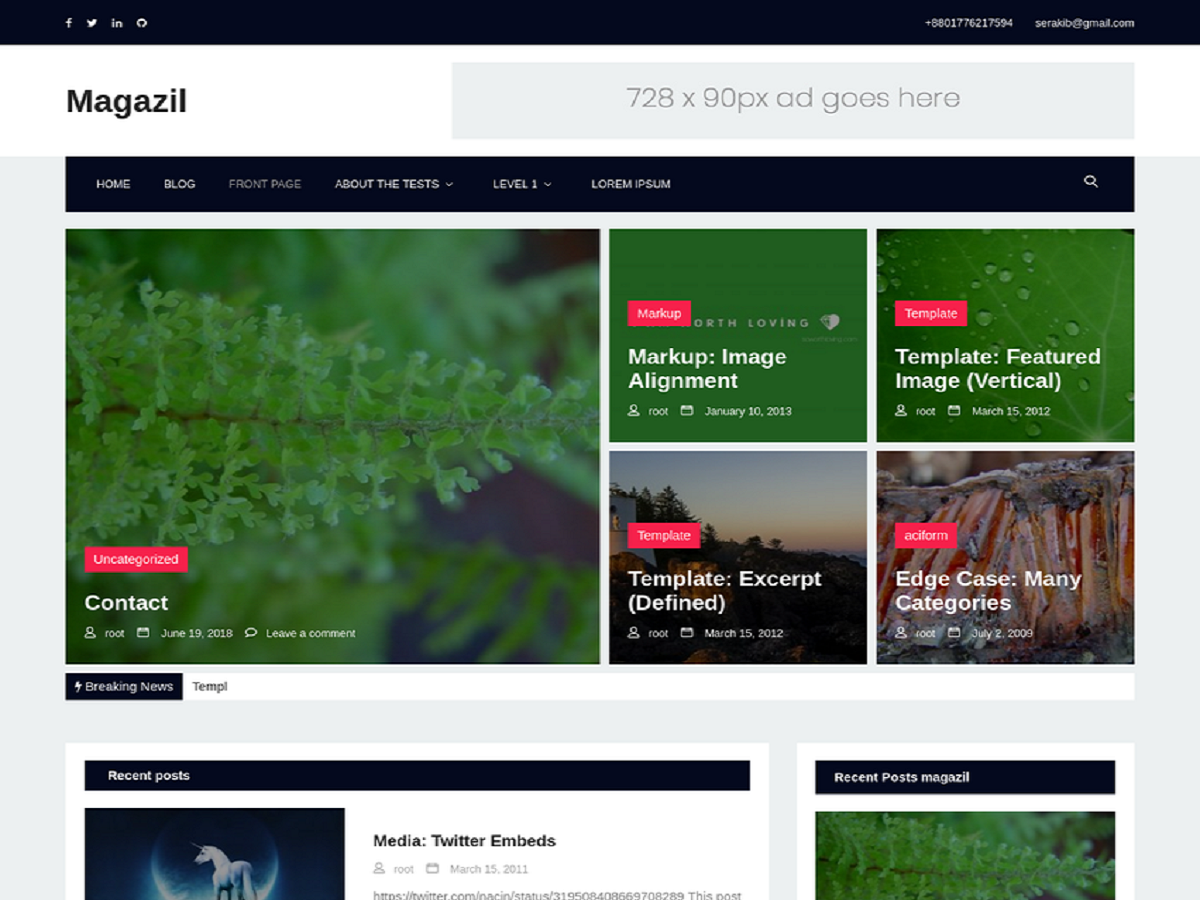 +8801776217594 serakib@gmail.com
Magazil
728 x 90px ad goes here
HOME BLOG FRONT PAGE ABOUT THE TESTS LEVEL 1 LOREM IPSUM
Uncategorized
Contact
root June 19, 2018 Leave a comment
Markup
ORTH LOVING
Markup: Image
Alignment
root January 10, 2013
Template
Template: Featured
Image (Vertical)
root March 15, 2012
Template
Template: Excerpt
(Defined)
root March 15, 2012
aciform
Edge Case: Many
Categories
root July 2, 2009
Breaking News Templ
Recent posts
Media: Twitter Embeds
root March 15, 2011
https://twitter.com/nacin/status/319508408669708289 This post
Recent Posts magazil